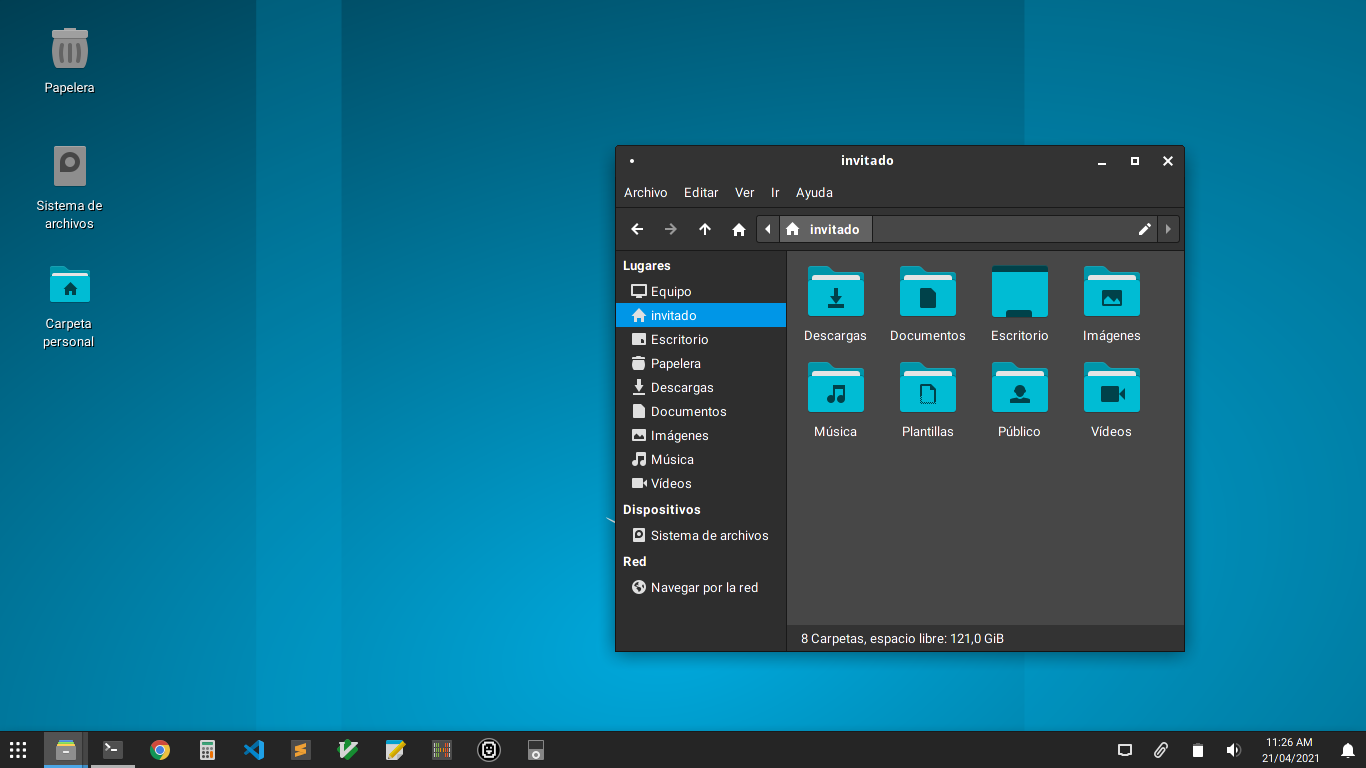 Papelera
Sistema de
archivos
Carpeta
personal
invitado
Archivo Editar Ver Ir Ayuda
invitado
Lugares
Equipo
invitado
Escritorio
Papelera
Descargas
Documentos
Imágenes
Música
Vídeos
Dispositivos
Sistema de archivos
Red
Navegar por la red
Descargas Documentos Escritorio Imágenes
Música Plantillas Público Vídeos
8 Carpetas, espacio libre: 121,0 GiB
11:26 AM
21/04/2021